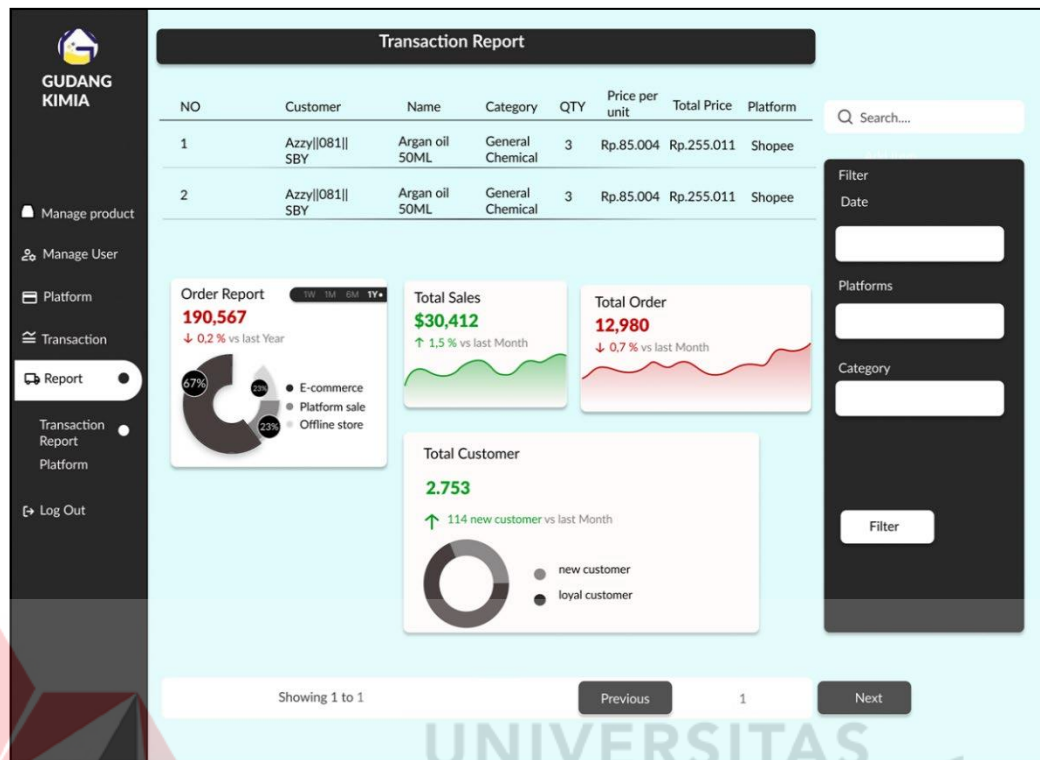 GUDANG
KIMIA
Manage product
Manage User
Platform
Transaction
Report
Transaction
Report
Platform
Log Out
Transaction Report
NO Customer Name Category QTY Price per unit Total Price Platform
1 Azzy||081|| Argan oil General 3 Rp.85.004 Rp.255.011 Shopee
SBY 50ML Chemical
2 Azzy||081|| Argan oil General 3 Rp.85.004 Rp.255.011 Shopee
SBY 50ML Chemical
Order Report 1W 1M 6M 1Y
190,567
↓ 0,2 % vs last Year
67%
23%
23%
E-commerce
Platform sale
Offline store
Total Sales
$30,412
↑ 1,5 % vs last Month
Total Order
12,980
↓ 0,7 % vs last Month
Total Customer
2.753
↑ 114 new customer vs last Month
new customer
loyal customer
Search....
Filter
Date
Platforms
Category
Filter
Showing 1 to 1 Previous 1 Next
UNIVERSITAS